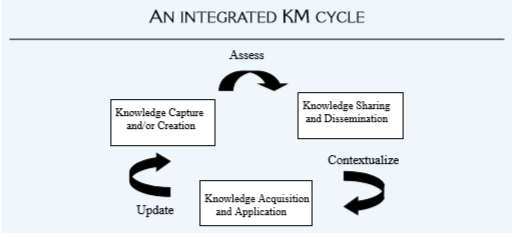 AN INTEGRATED KM CYCLE
Assess
Knowledge Capture
and/or Creation
Knowledge Sharing
and Dissemination
Contextualize
Knowledge Acquisition
and Application
Update